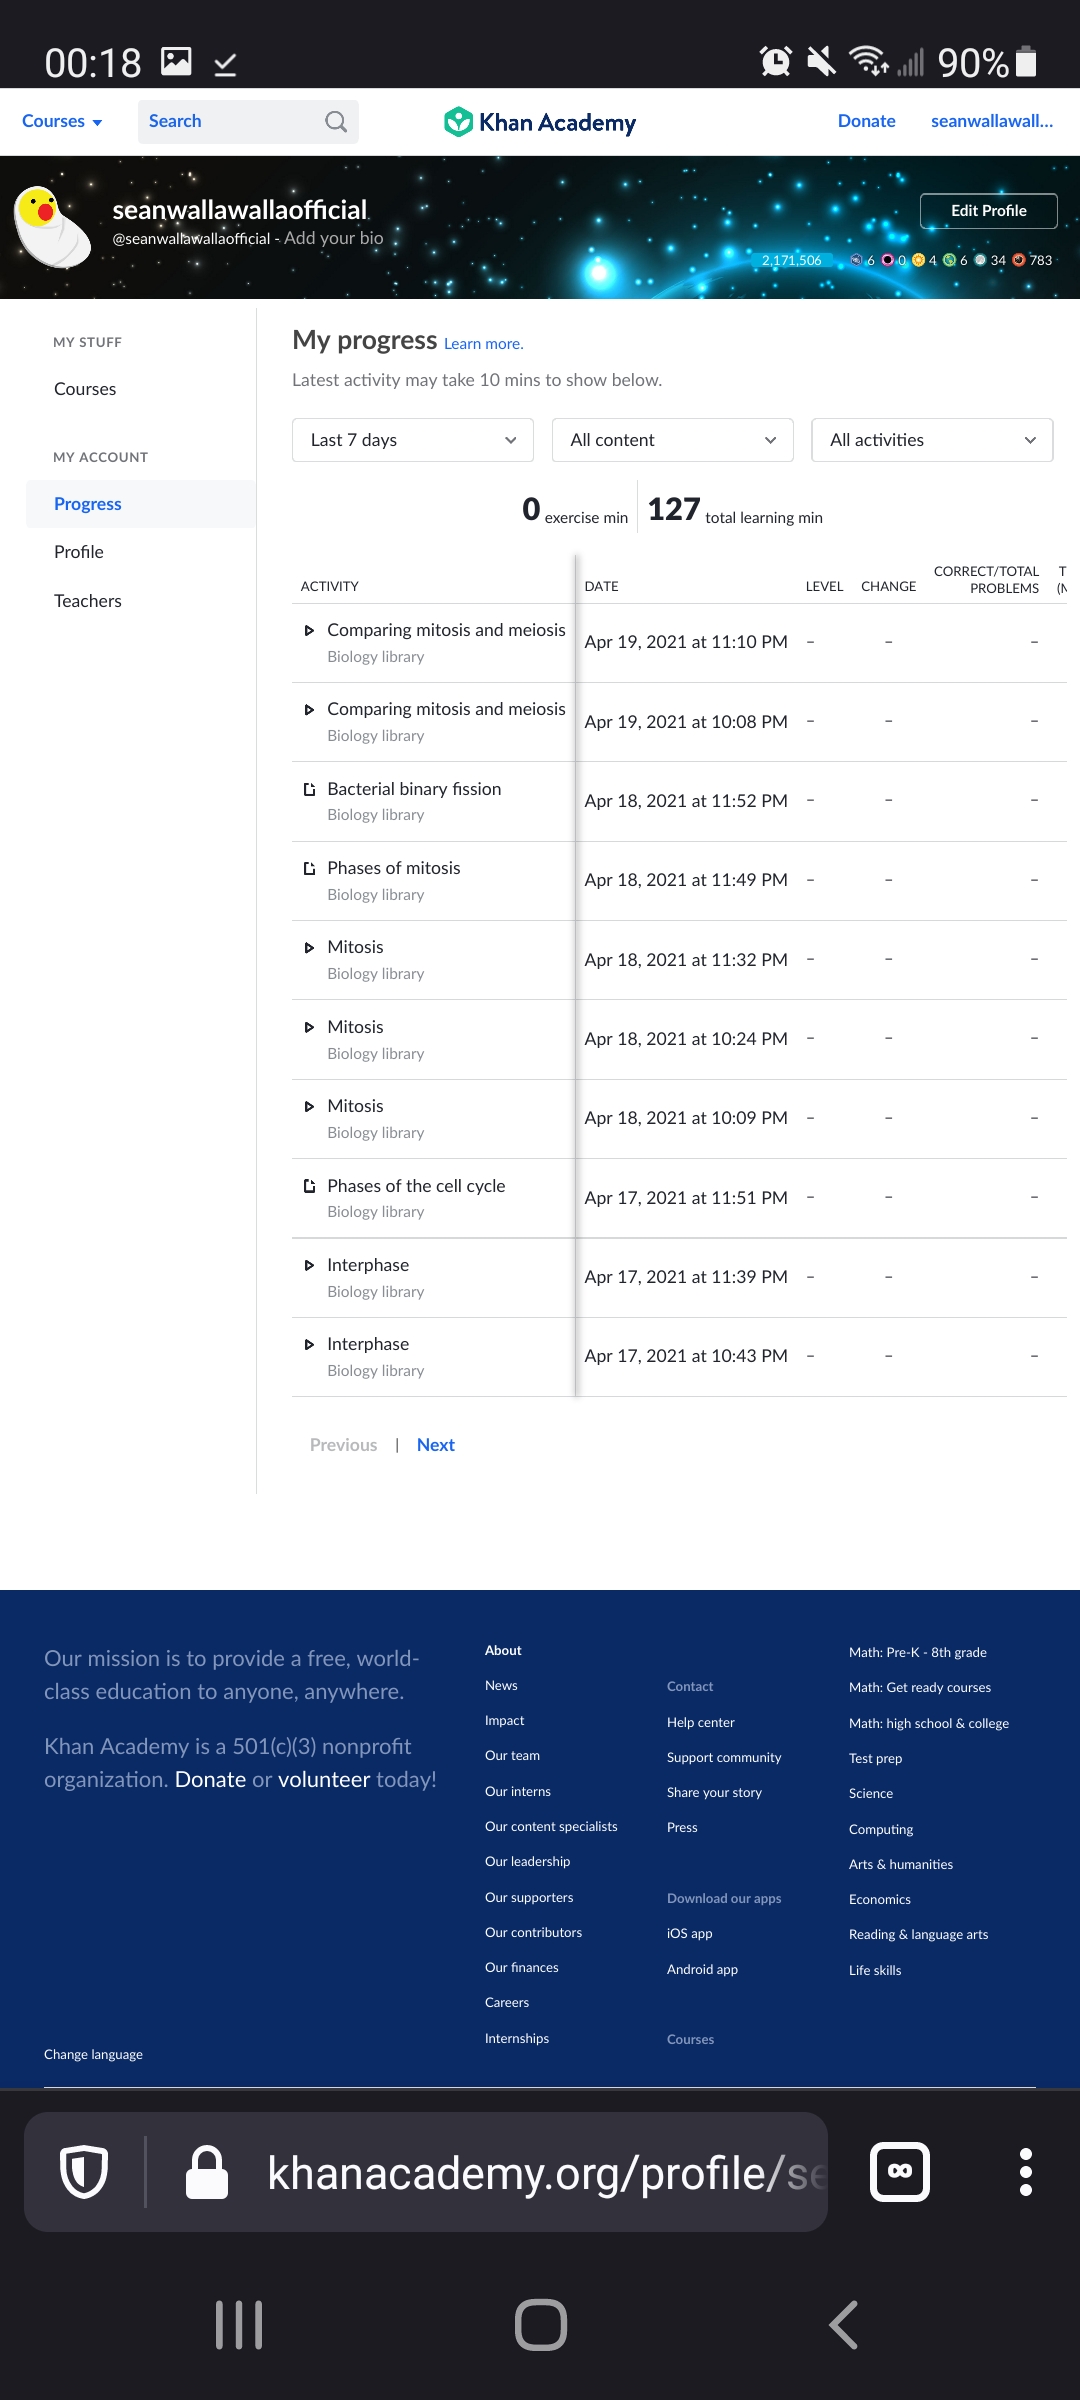 00:18
90%
Courses
Search
Khan Academy
Donate
seanwallawall...
seanwallawallaofficial
@seanwallawallaofficial - Add your bio
Edit Profile
2,171,506
6 0 4 6 34 783
MY STUFF
Courses
MY ACCOUNT
Progress
Profile
Teachers
My progress Learn more.
Latest activity may take 10 mins to show below.
Last 7 days
All content
All activities
0 exercise min
127 total learning min
ACTIVITY DATE LEVEL CHANGE CORRECT/TOTAL PROBLEMS
Comparing mitosis and meiosis Apr 19, 2021 at 11:10 PM – – –
Biology library
Comparing mitosis and meiosis Apr 19, 2021 at 10:08 PM – – –
Biology library
Bacterial binary fission Apr 18, 2021 at 11:52 PM – – –
Biology library
Phases of mitosis Apr 18, 2021 at 11:49 PM – – –
Biology library
Mitosis Apr 18, 2021 at 11:32 PM – – –
Biology library
Mitosis Apr 18, 2021 at 10:24 PM – – –
Biology library
Mitosis Apr 18, 2021 at 10:09 PM – – –
Biology library
Phases of the cell cycle Apr 17, 2021 at 11:51 PM – – –
Biology library
Interphase Apr 17, 2021 at 11:39 PM – – –
Biology library
Interphase Apr 17, 2021 at 10:43 PM – – –
Biology library
Previous | Next
Our mission is to provide a free, world-
class education to anyone, anywhere.
Khan Academy is a 501(c)(3) nonprofit
organization. Donate or volunteer today!
Change language
About
News
Impact
Our team
Our interns
Our content specialists
Our leadership
Our supporters
Our contributors
Our finances
Careers
Internships
Contact
Help center
Support community
Share your story
Press
Download our apps
iOS app
Android app
Courses
Math: Pre-K - 8th grade
Math: Get ready courses
Math: high school & college
Test prep
Science
Computing
Arts & humanities
Economics
Reading & language arts
Life skills
khanacademy.org/profile/se